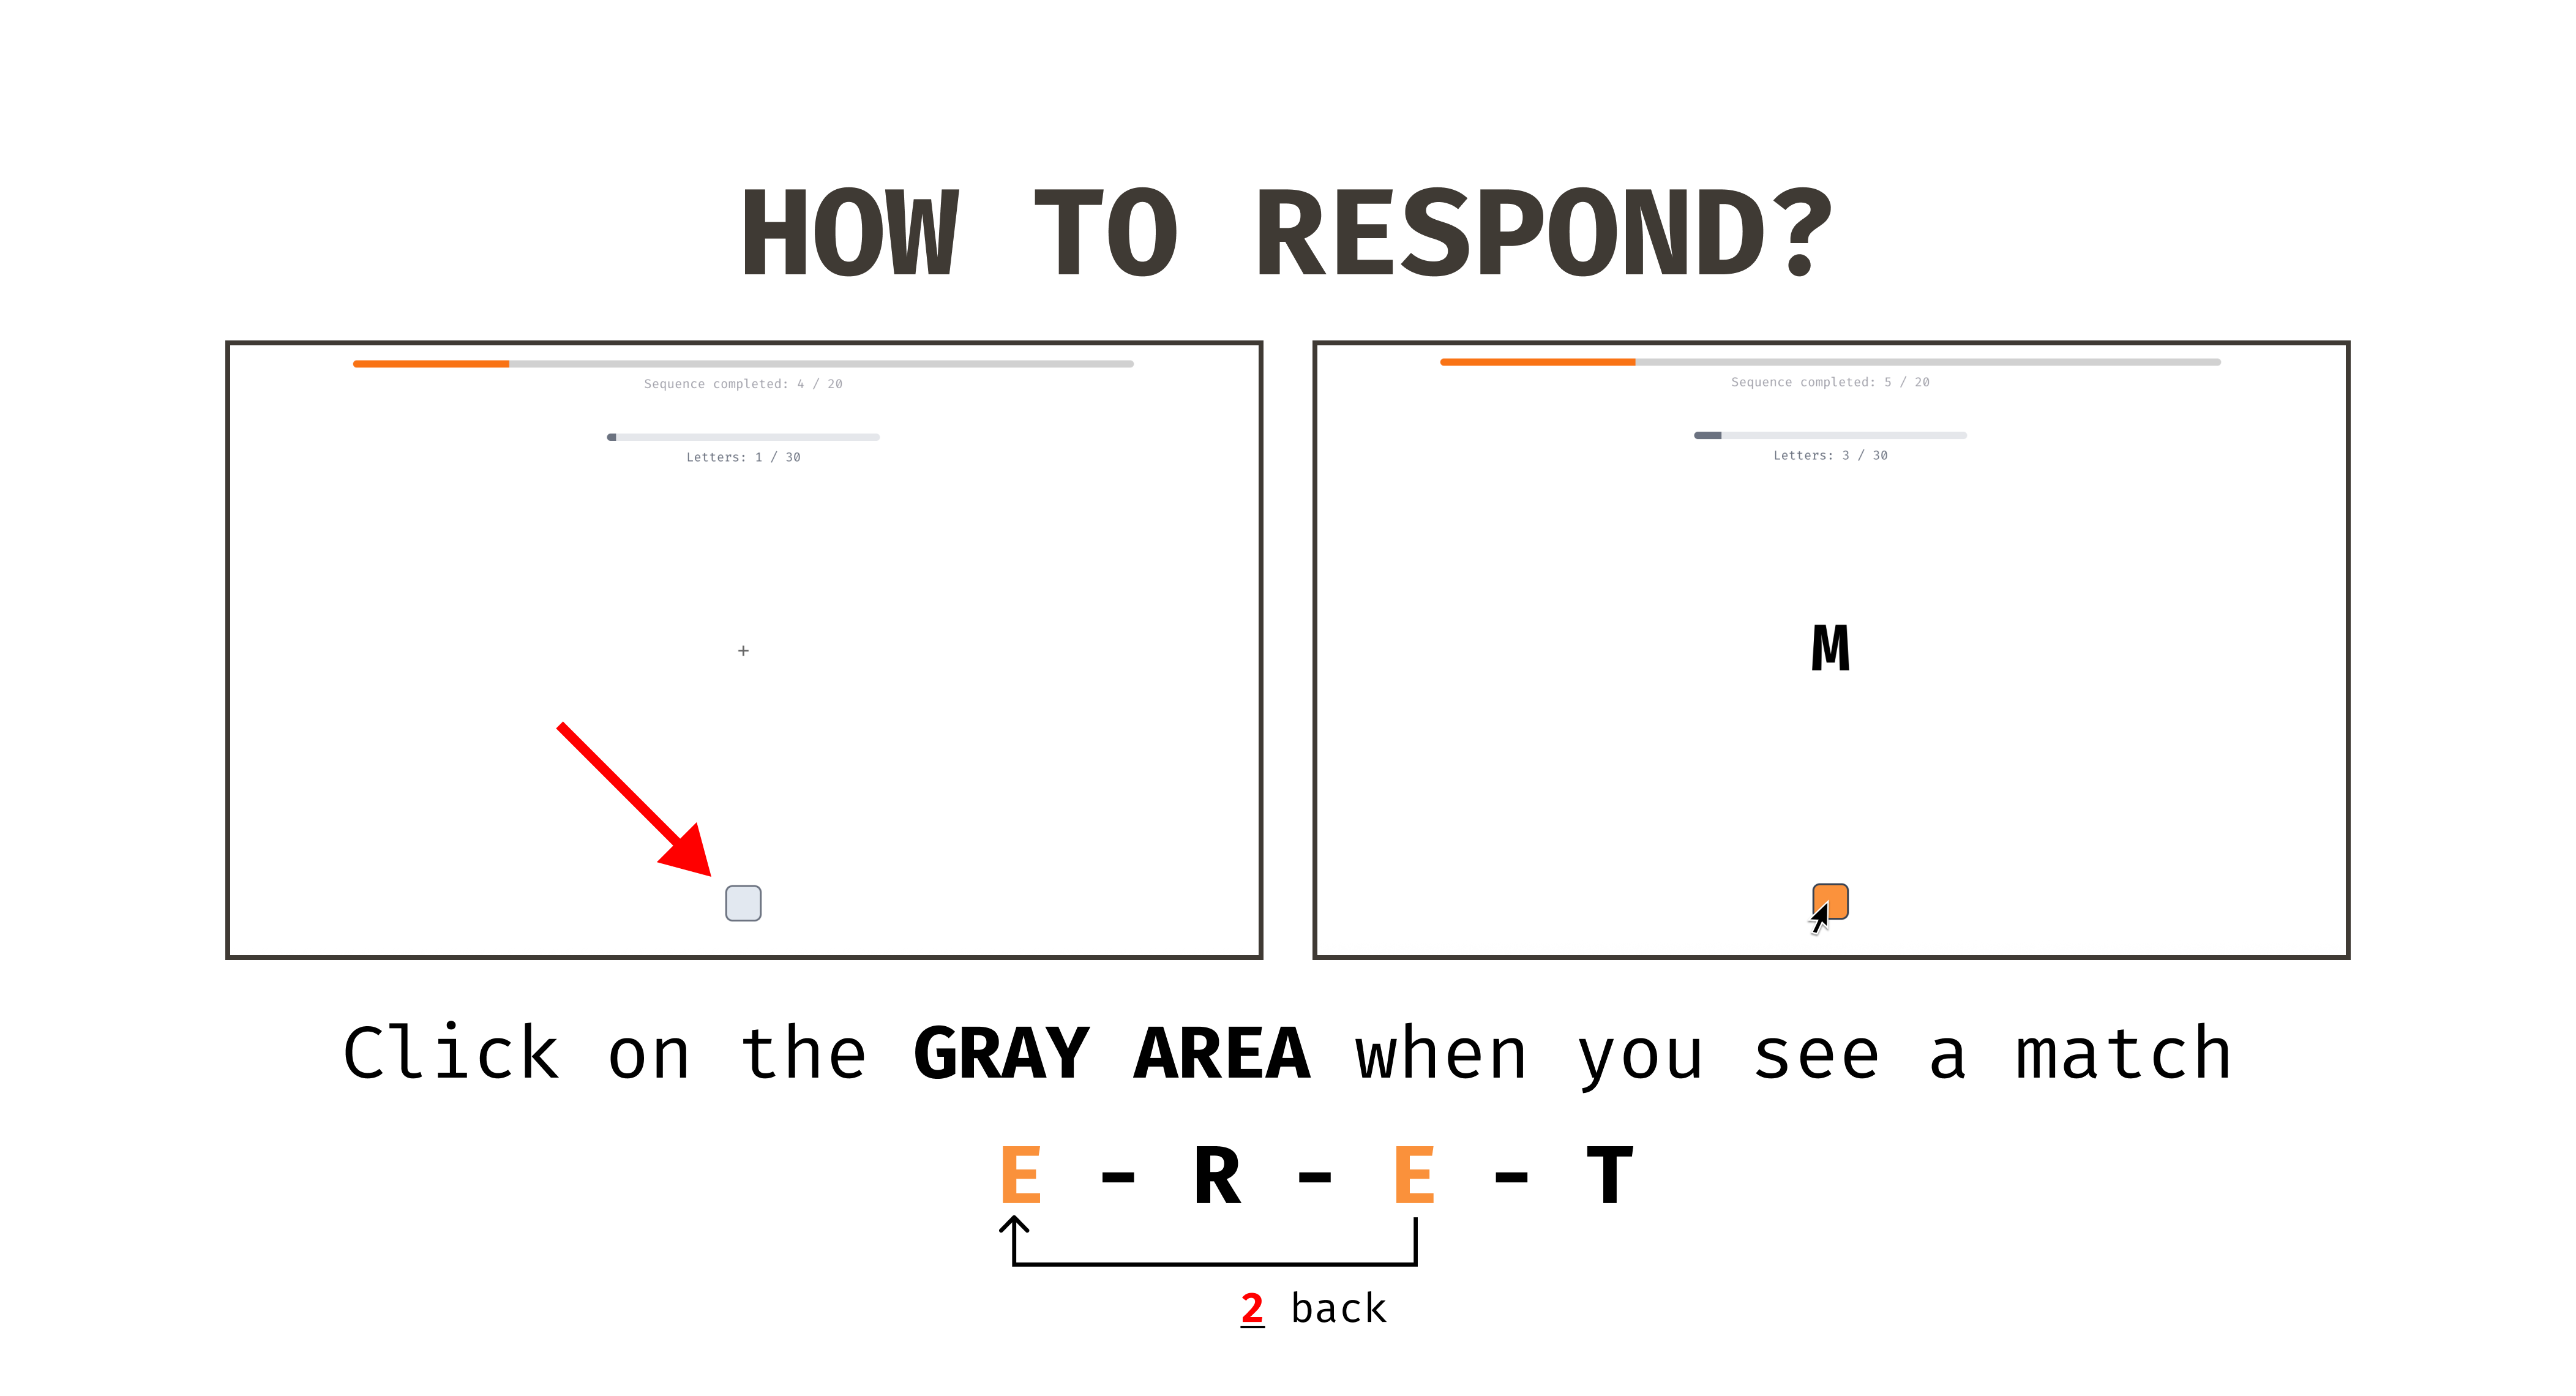 HOW TO RESPOND?
Sequence completed: 4 / 20
Letters: 1 / 30
+
Sequence completed: 5 / 20
Letters: 3 / 30
M
Click on the GRAY AREA when you see a match
E - R - E - T
2 back